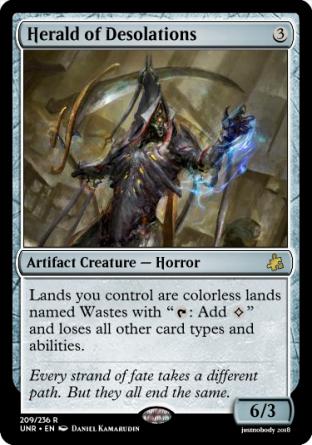 Herald of Desolations 3
Artifact Creature — Horror
Lands you control are colorless lands
named Wastes with “: Add ”
and loses all other card types and
abilities.
Every strand of fate takes a different
path. But they all end the same.
6/3
209/236 R
UNR • EN DANIEL KAMARUDIN
justnobody 2018